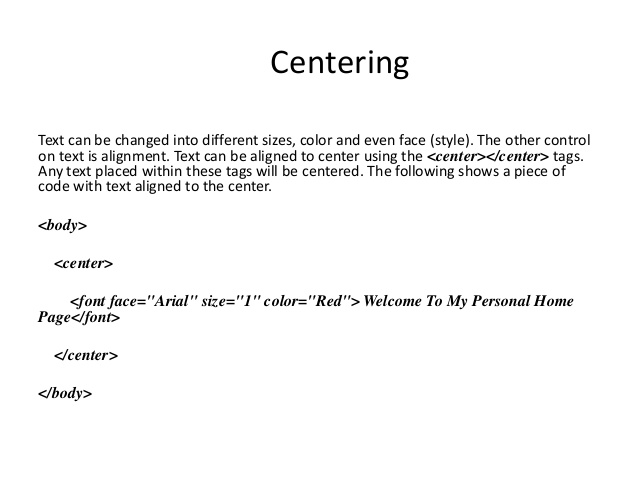 Centering
Text can be changed into different sizes, color and even face (style). The other control
on text is alignment. Text can be aligned to center using the <center></center> tags.
Any text placed within these tags will be centered. The following shows a piece of
code with text aligned to the center.
<body>
<center>
<font face="Arial" size="1" color="Red"> Welcome To My Personal Home
Page</font>
</center>
</body>